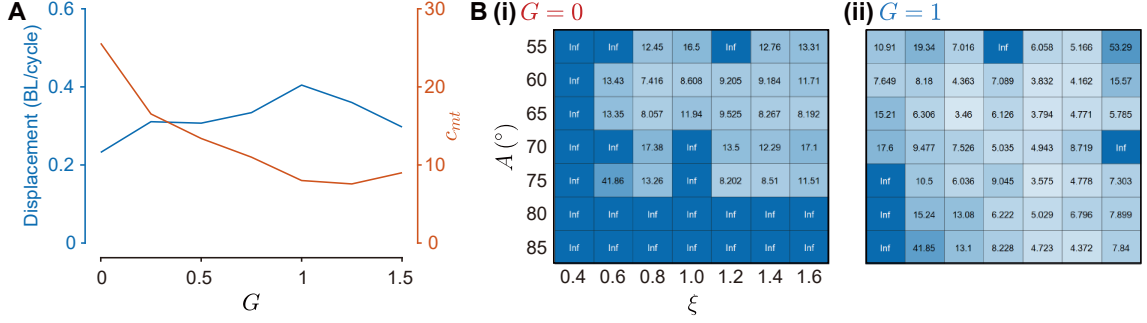 A
0.6
0.4
0.2
0
Displacement (BL/cycle)
30
20
10
0
c_{mt}
0 0.5 1 1.5
G
B (i) G = 0
55 Inf Inf 12.45 16.5 Inf 12.76 13.31
60 Inf 13.43 7.416 8.608 9.205 9.184 11.71
65 Inf 13.35 8.057 11.94 9.525 8.267 8.192
70 Inf Inf 17.38 Inf 13.5 12.29 17.1
75 Inf 41.86 13.26 Inf 8.202 8.51 11.51
80 Inf Inf Inf Inf Inf Inf Inf
85 Inf Inf Inf Inf Inf Inf Inf
A (°)
0.4 0.6 0.8 1.0 1.2 1.4 1.6
ξ
(ii) G = 1
10.91 19.34 7.016 Inf 6.058 5.166 53.29
7.649 8.18 4.363 7.089 3.832 4.162 15.57
15.21 6.306 3.46 6.126 3.794 4.771 5.785
17.6 9.477 7.526 5.035 4.943 8.719 Inf
Inf 10.5 6.036 9.045 3.575 4.778 7.303
Inf 15.24 13.08 6.222 5.029 6.796 7.899
Inf 41.85 13.1 8.228 4.723 4.372 7.84